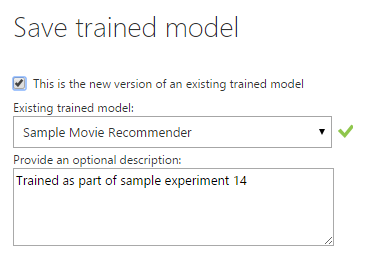 Save trained model
This is the new version of an existing trained model
Existing trained model:
Sample Movie Recommender
Provide an optional description:
Trained as part of sample experiment 14